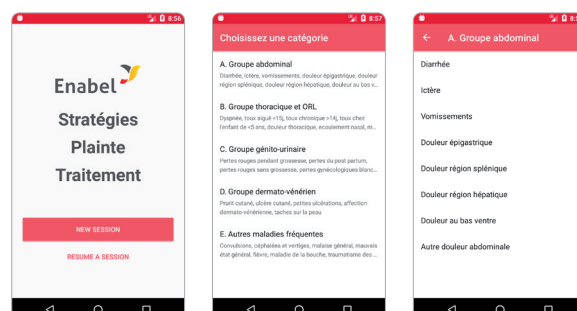 8:56
Enabel
Stratégies
Plainte
Traitement
NEW SESSION
RESUME A SESSION
8:57
Choisissez une catégorie
A. Groupe abdominal
Diarrhée, ictère, vomissements, douleur épigastrique, douleur
région splénique, douleur région hépatique, douleur au bas v...
B. Groupe thoracique et ORL
Dyspnée, toux aiguë <15j, toux chronique >14j, toux chez
l'enfant de <5 ans, douleur thoracique, ecoulement nasal, m...
C. Groupe génito-urinaire
Pertes rouges pendant grossesse, pertes du post partum,
pertes rouges sans grossesse, pertes gynécologiques blanc...
D. Groupe dermato-vénérien
Prurit cutané, ulcère cutané, petites ulcérations, affection
dermato-vénérienne, taches sur la peau
E. Autres maladies fréquentes
Convulsions, céphalées et vertiges, malaise général, mauvais
état général, fièvre, maladie de la bouche, traumatisme des ...
A. Groupe abdominal
Diarrhée
Ictère
Vomissements
Douleur épigastrique
Douleur région splénique
Douleur région hépatique
Douleur au bas ventre
Autre douleur abdominale